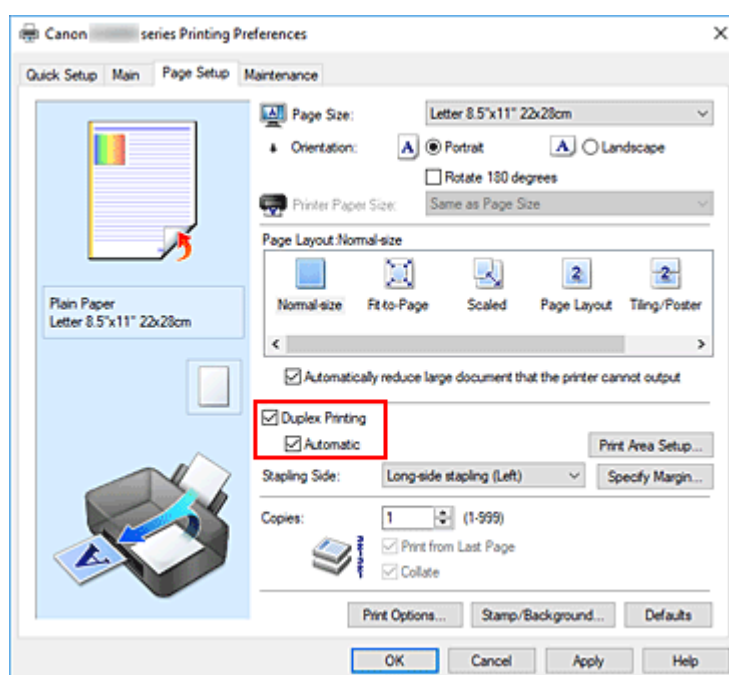 Canon series Printing Preferences
Quick Setup Main Page Setup Maintenance
Page Size: Letter 8.5"x11" 22x28cm
Orientation: A Portrait A Landscape
Rotate 180 degrees
Printer Paper Size: Same as Page Size
Page Layout:Normal-size
Normal-size Fit-to-Page Scaled Page Layout Tiling/Poster
Plain Paper
Letter 8.5"x11" 22x28cm
Automatically reduce large document that the printer cannot output
Duplex Printing
Automatic
Print Area Setup...
Stapling Side: Long-side stapling (Left) Specify Margin...
Copies: 1 (1-999)
Print from Last Page
Collate
Print Options... Stamp/Background... Defaults
OK Cancel Apply Help